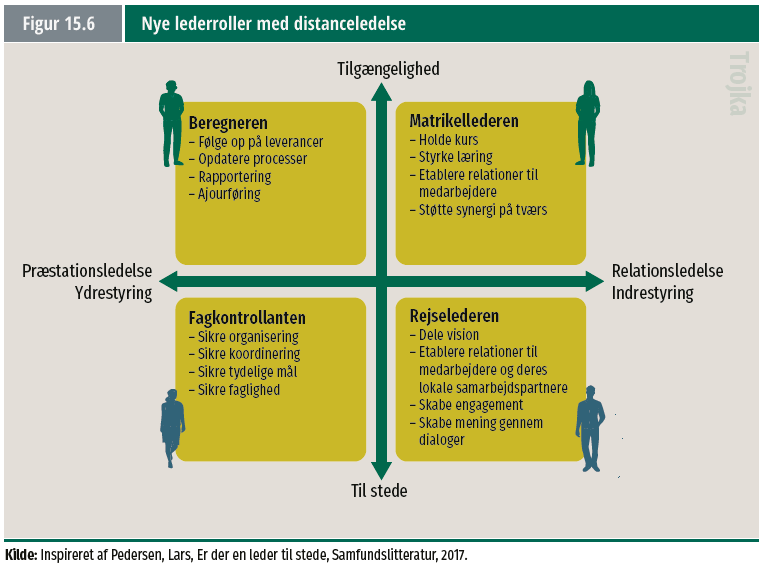 Figur 15.6
Nye lederroller med distanceledelse
Trojka
Tilgængelighed
Beregneren
– Følge op på leverancer
– Opdatere processer
– Rapportering
– Ajourføring
Matrikellederen
– Holde kurs
– Styrke læring
– Etablere relationer til
medarbejdere
– Støtte synergi på tværs
Præstationsledelse
Ydrestyring
Relationsledelse
Indrestyring
Fagkontrollanten
– Sikre organisering
– Sikre koordinering
– Sikre tydelige mål
– Sikre faglighed
Rejselederen
– Dele vision
– Etablere relationer til
medarbejdere og deres
lokale samarbejdspartnere
– Skabe engagement
– Skabe mening gennem
dialoger
Til stede
Kilde: Inspireret af Pedersen, Lars, Er der en leder til stede, Samfundslitteratur, 2017.